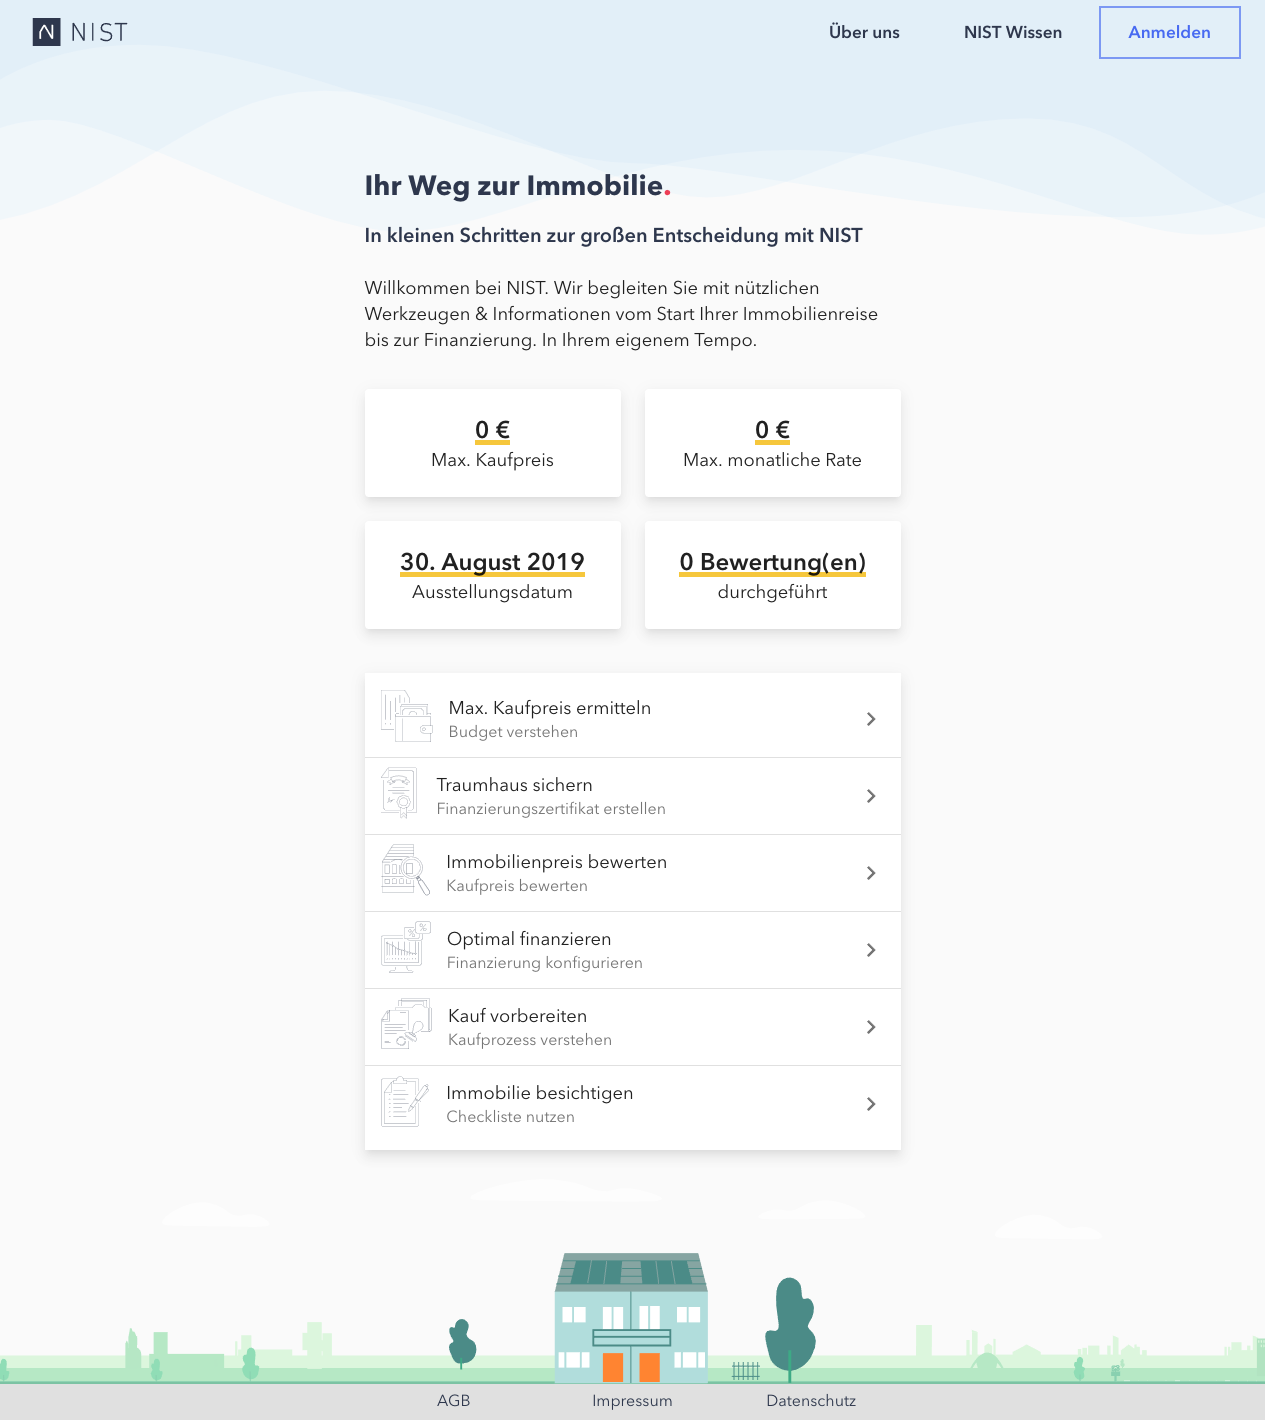 NIST
Über uns
NIST Wissen
Anmelden
Ihr Weg zur Immobilie.
In kleinen Schritten zur großen Entscheidung mit NIST
Willkommen bei NIST. Wir begleiten Sie mit nützlichen
Werkzeugen & Informationen vom Start Ihrer Immobilienreise
bis zur Finanzierung. In Ihrem eigenem Tempo.
0 €
Max. Kaufpreis
0 €
Max. monatliche Rate
30. August 2019
Ausstellungsdatum
0 Bewertung(en)
durchgeführt
Max. Kaufpreis ermitteln
Budget verstehen
Traumhaus sichern
Finanzierungszertifikat erstellen
Immobilienpreis bewerten
Kaufpreis bewerten
Optimal finanzieren
Finanzierung konfigurieren
Kauf vorbereiten
Kaufprozess verstehen
Immobilie besichtigen
Checkliste nutzen
AGB
Impressum
Datenschutz